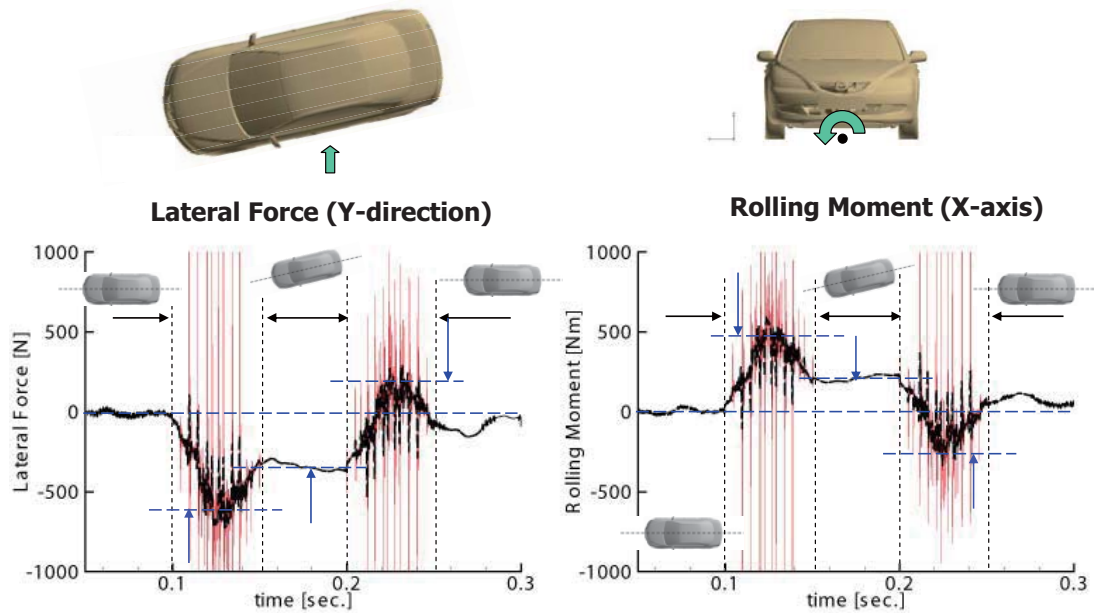 Lateral Force (Y-direction)
Rolling Moment (X-axis)
1000
500
0
-500
-1000
Lateral Force [N]
0.1
0.2
0.3
time [sec.]
1000
500
0
-500
-1000
Rolling Moment [Nm]
0.1
0.2
0.3
time [sec.]